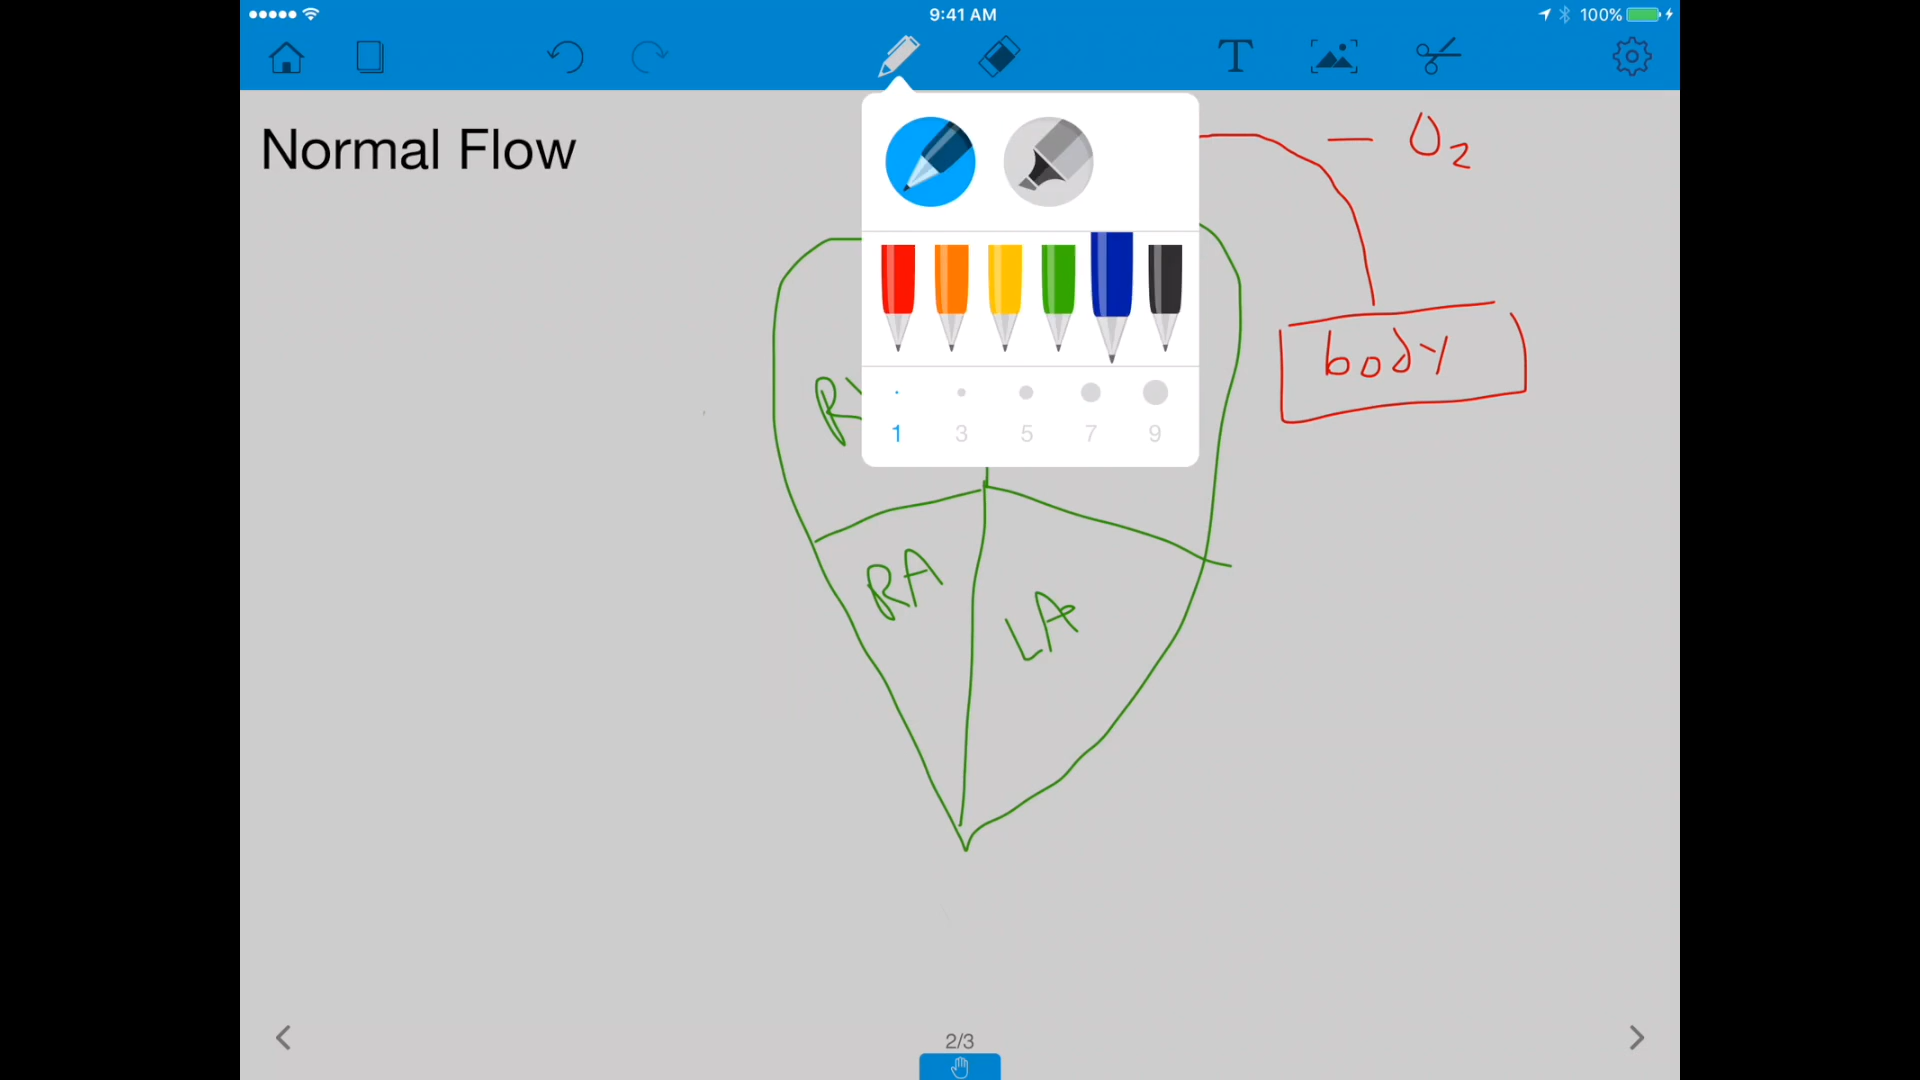 9:41 AM
100%
T
Normal Flow
— O2
body
1 3 5 7 9
RA
LA
2/3